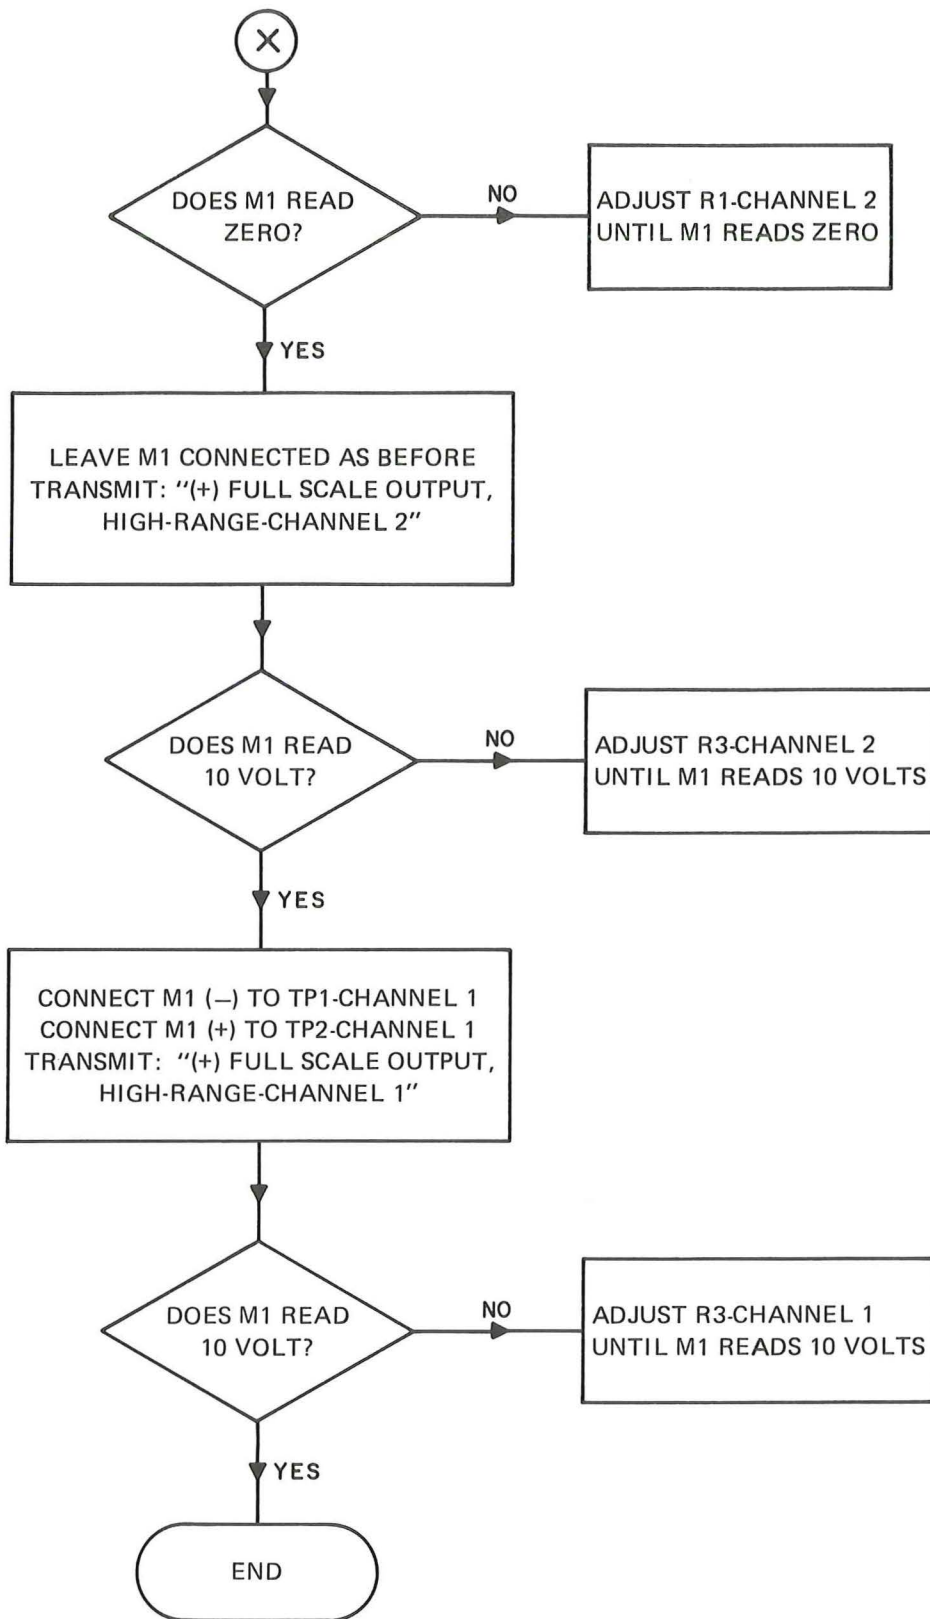 X
DOES M1 READ
ZERO?
NO
ADJUST R1-CHANNEL 2
UNTIL M1 READS ZERO
YES
LEAVE M1 CONNECTED AS BEFORE
TRANSMIT: "(+) FULL SCALE OUTPUT,
HIGH-RANGE-CHANNEL 2"
DOES M1 READ
10 VOLT?
NO
ADJUST R3-CHANNEL 2
UNTIL M1 READS 10 VOLTS
YES
CONNECT M1 (—) TO TP1-CHANNEL 1
CONNECT M1 (+) TO TP2-CHANNEL 1
TRANSMIT: "(+) FULL SCALE OUTPUT,
HIGH-RANGE-CHANNEL 1"
DOES M1 READ
10 VOLT?
NO
ADJUST R3-CHANNEL 1
UNTIL M1 READS 10 VOLTS
YES
END